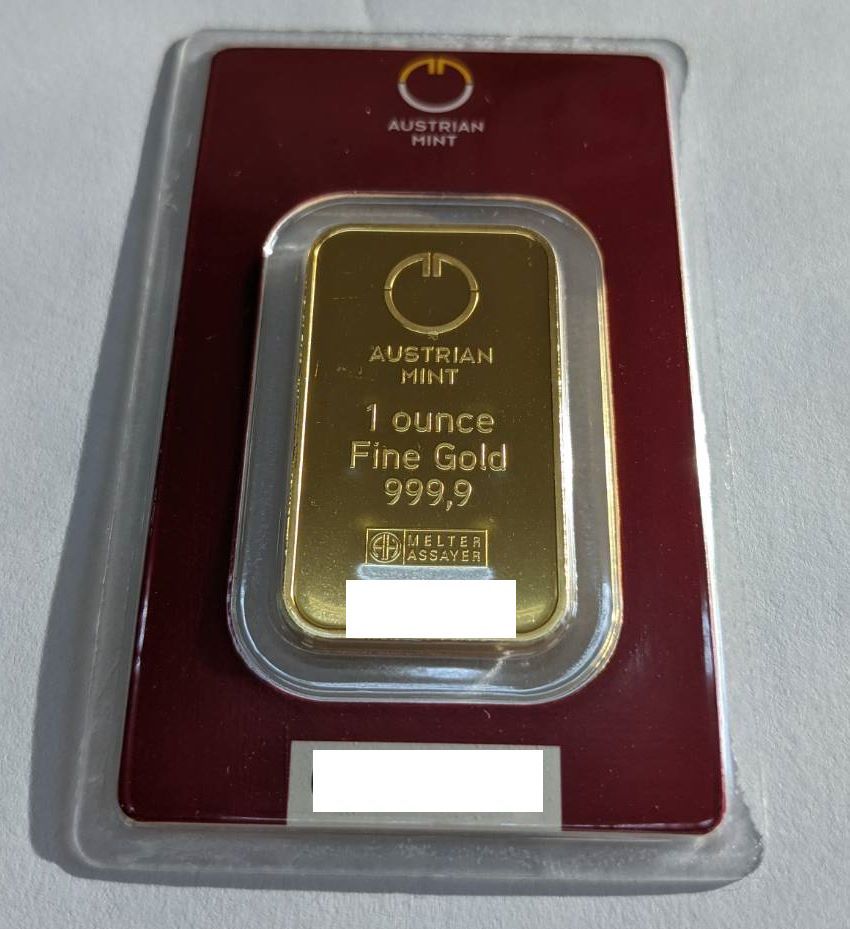 AUSTRIAN
MINT
AUSTRIAN
MINT
1 ounce
Fine Gold
999,9
MELTER
ASSAYER